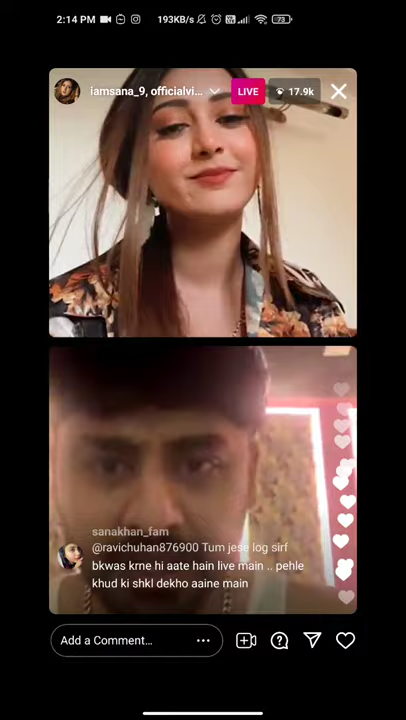 2:14 PM 193KB/s 73
iamsana_9, officialvi... LIVE 17.9k
sanakhan_fam
@ravichuhan876900 Tum jese log sirf
bkwas krne hi aate hain live main .. pehle
khud ki shkl dekho aaine main
Add a Comment...